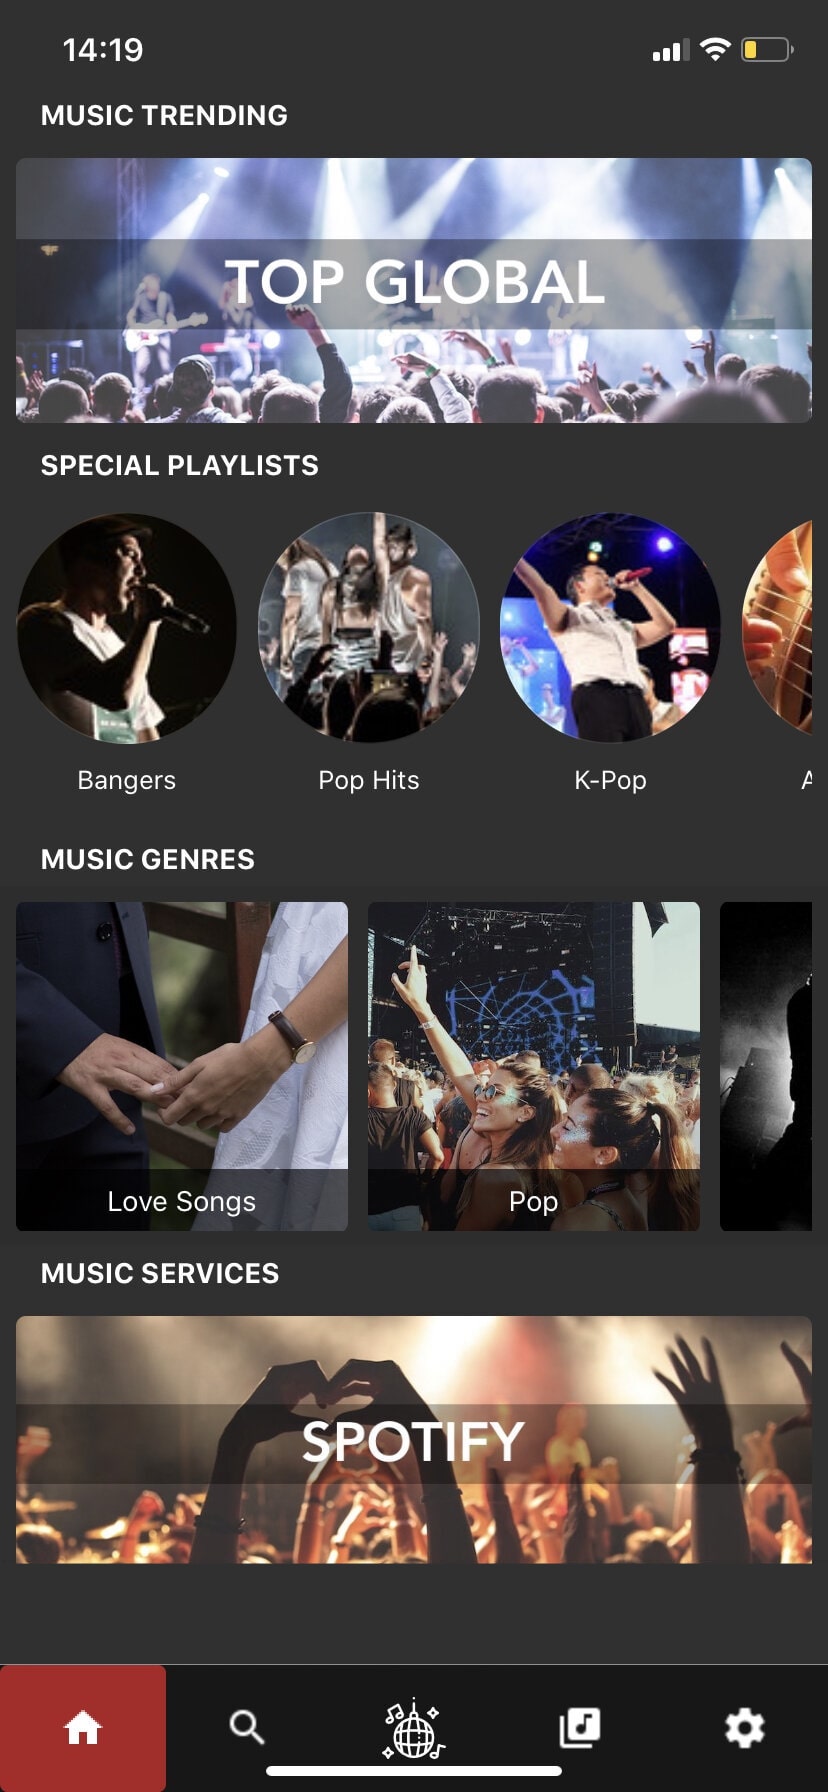 14:19
MUSIC TRENDING
TOP GLOBAL
SPECIAL PLAYLISTS
Bangers
Pop Hits
K-Pop
A
MUSIC GENRES
Love Songs
Pop
MUSIC SERVICES
SPOTIFY